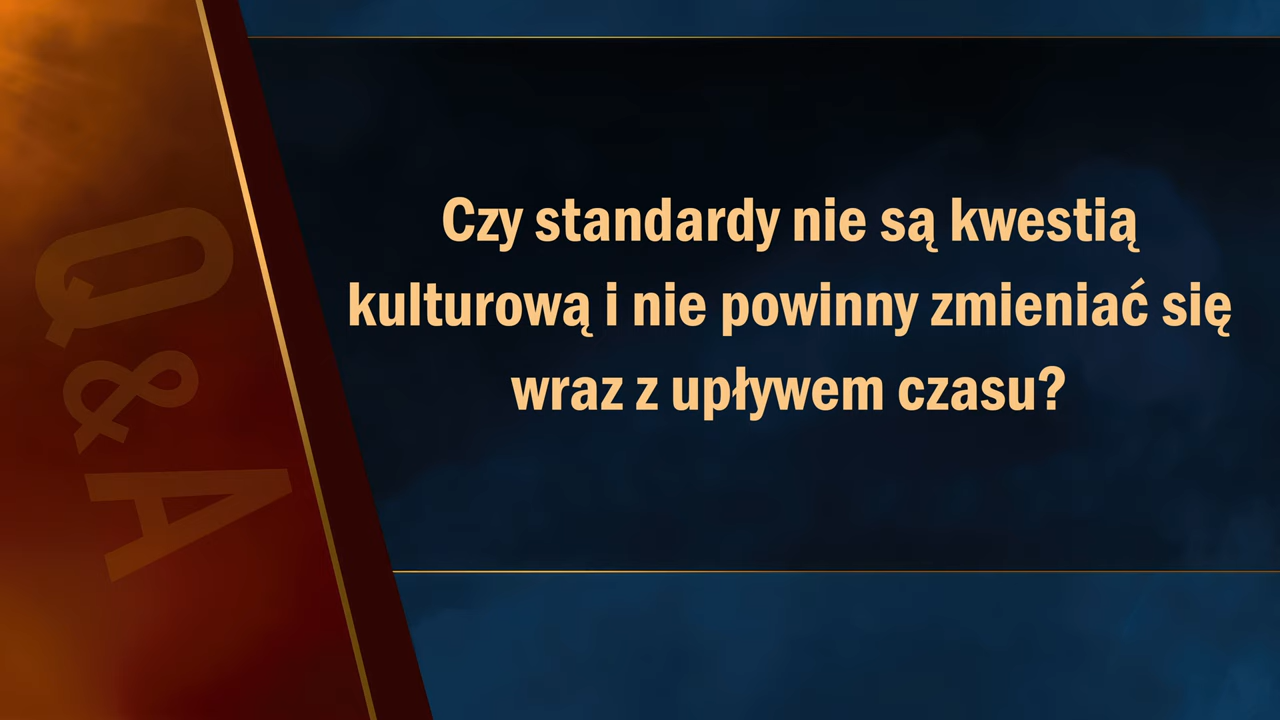 Q&A
Czy standardy nie są kwestią
kulturową i nie powinny zmieniać się
wraz z upływem czasu?